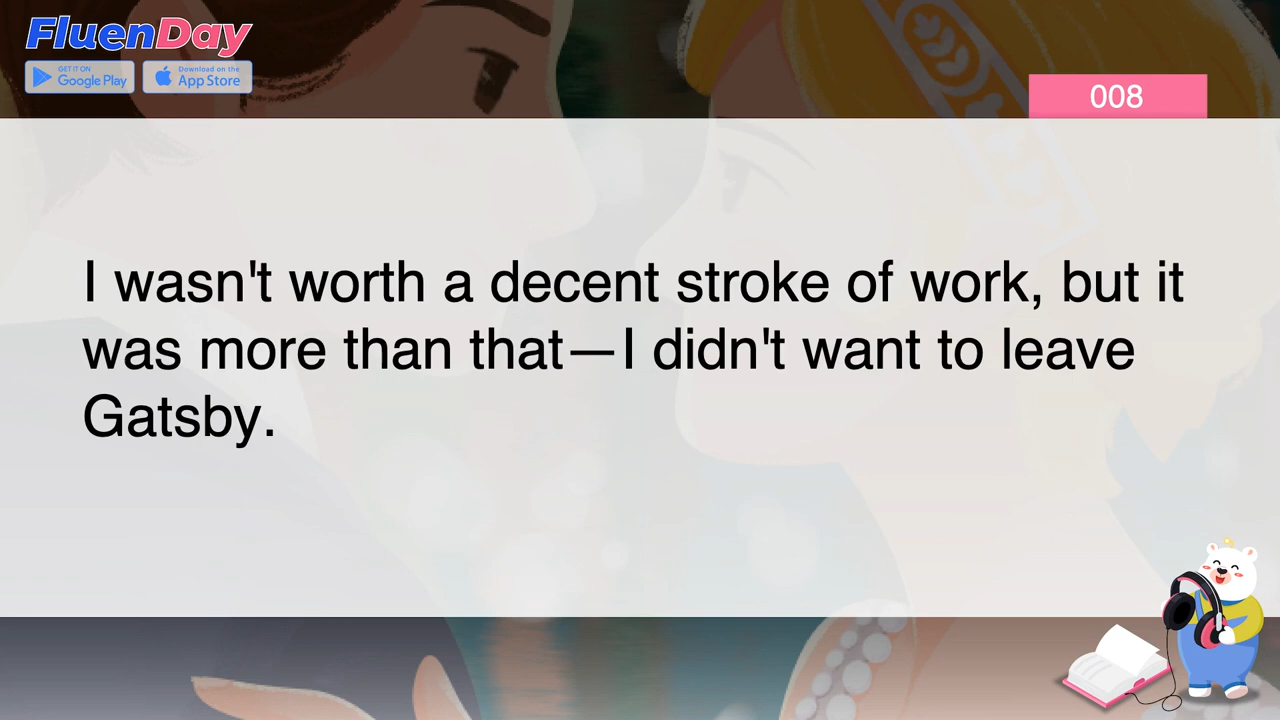 FluenDay
GET IT ON
Google Play
Download on the
App Store
008
I wasn't worth a decent stroke of work, but it
was more than that—I didn't want to leave
Gatsby.